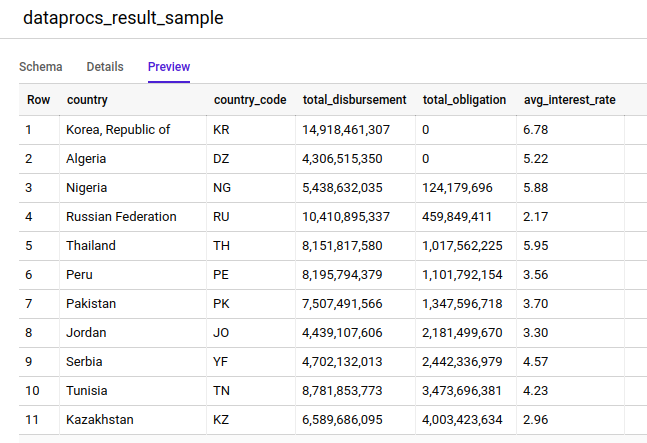 dataprocs_result_sample
Schema Details Preview
Row country country_code total_disbursement total_obligation avg_interest_rate
1 Korea, Republic of KR 14,918,461,307 0 6.78
2 Algeria DZ 4,306,515,350 0 5.22
3 Nigeria NG 5,438,632,035 124,179,696 5.88
4 Russian Federation RU 10,410,895,337 459,849,411 2.17
5 Thailand TH 8,151,817,580 1,017,562,225 5.95
6 Peru PE 8,195,794,379 1,101,792,154 3.56
7 Pakistan PK 7,507,491,566 1,347,596,718 3.70
8 Jordan JO 4,439,107,606 2,181,499,670 3.30
9 Serbia YF 4,702,132,013 2,442,336,979 4.57
10 Tunisia TN 8,781,853,773 3,473,696,381 4.23
11 Kazakhstan KZ 6,589,686,095 4,003,423,634 2.96